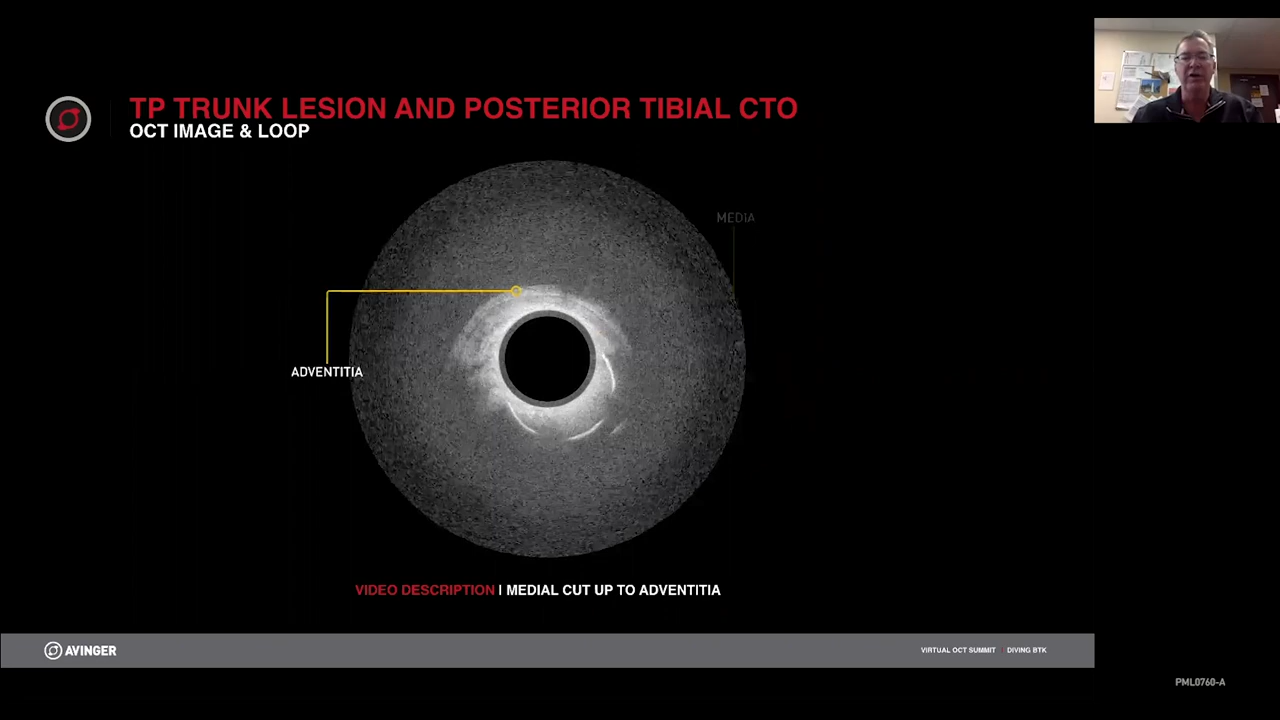 TP TRUNK LESION AND POSTERIOR TIBIAL CTO
OCT IMAGE & LOOP
MEDIA
ADVENTITIA
VIDEO DESCRIPTION | MEDIAL CUT UP TO ADVENTITIA
AVINGER
VIRTUAL OCT SUMMIT | DIVING BTK
PML0760-A